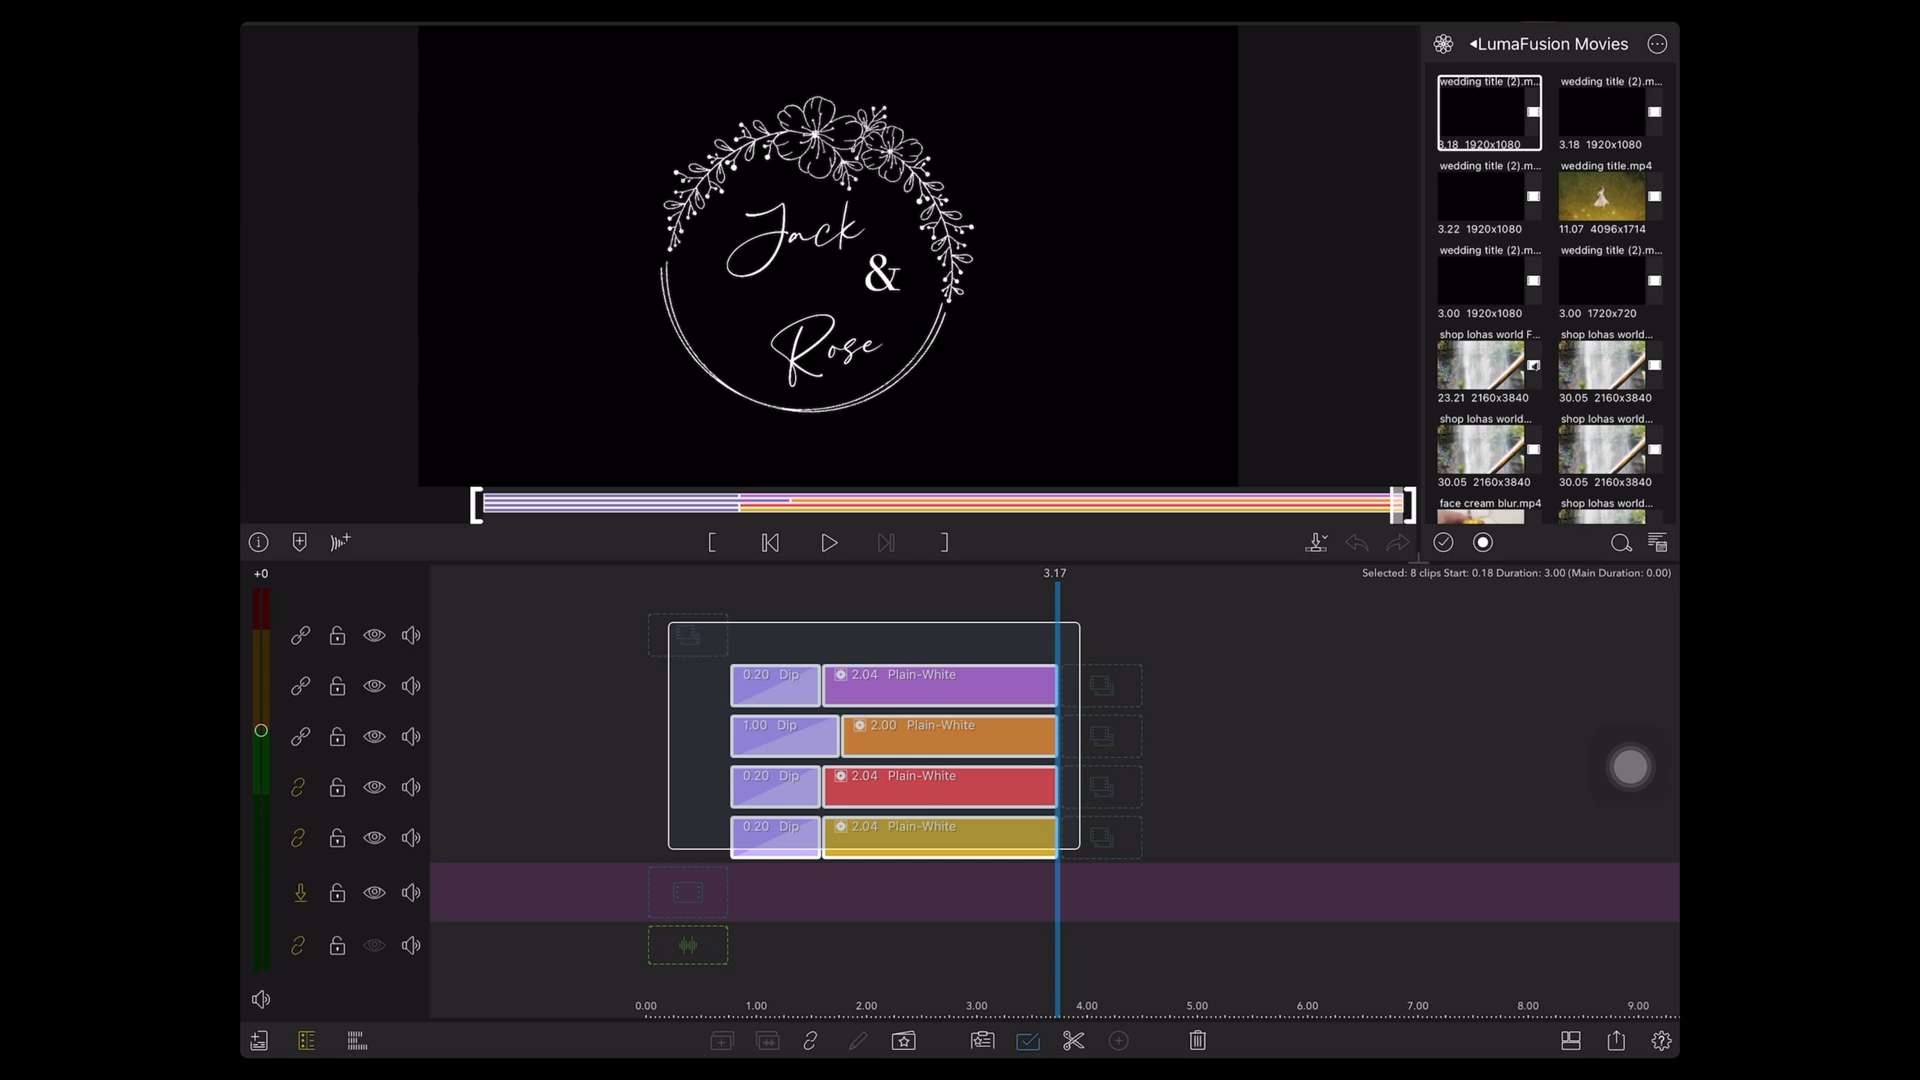 Jack
&
Rose
LumaFusion Movies
wedding title (2).m...
wedding title (2).m...
3.18 1920x1080
3.18 1920x1080
wedding title (2).m...
wedding title.mp4
3.22 1920x1080
11.07 4096x1714
wedding title (2).m...
wedding title (2).m...
3.00 1920x1080
3.00 1720x720
shop lohas world F...
shop lohas world...
23.21 2160x3840
30.05 2160x3840
shop lohas world...
shop lohas world...
30.05 2160x3840
30.05 2160x3840
face cream blur.mp4
shop lohas world...
+0
3.17
Selected: 8 clips Start: 0.18 Duration: 3.00 (Main Duration: 0.00)
0.20 Dip
2.04 Plain-White
1.00 Dip
2.00 Plain-White
0.20 Dip
2.04 Plain-White
0.20 Dip
2.04 Plain-White
0.00 1.00 2.00 3.00 4.00 5.00 6.00 7.00 8.00 9.00